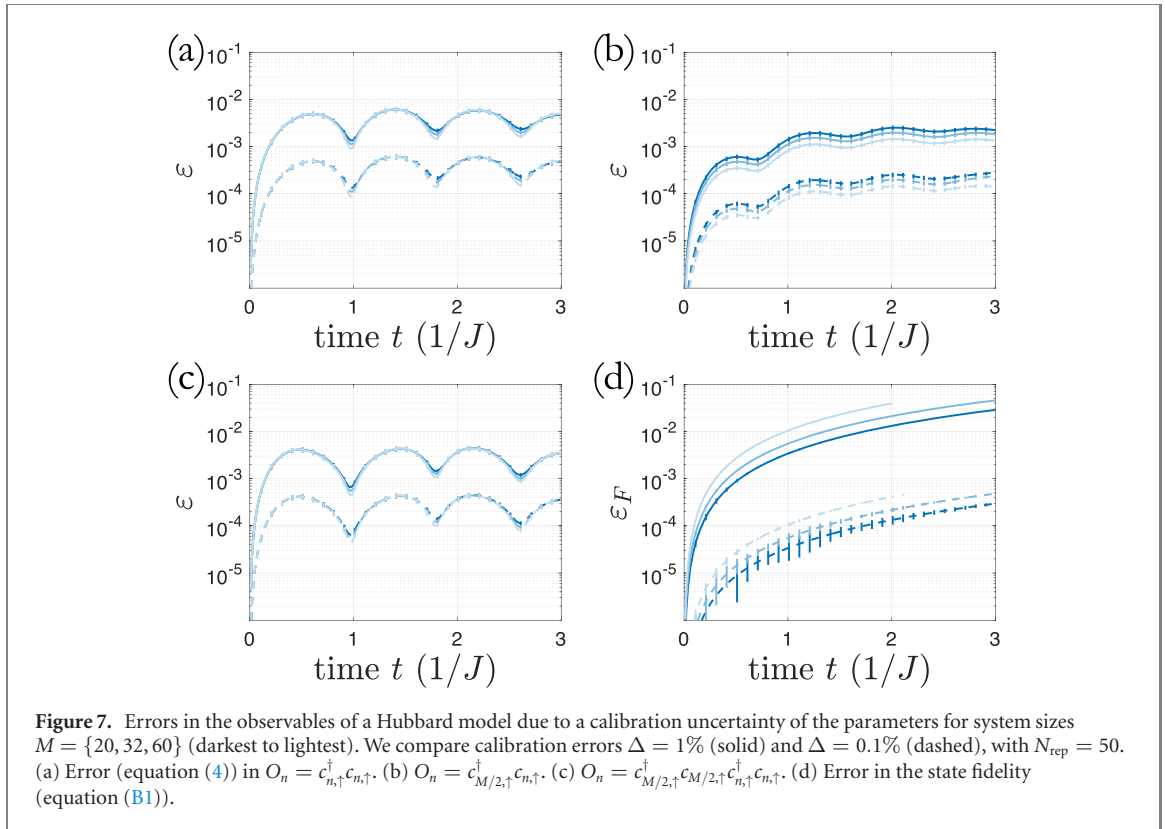 (a)
10⁻¹
10⁻²
10⁻³
10⁻⁴
10⁻⁵
ε
0 1 2 3
time t (1/J)
(b)
10⁻¹
10⁻²
10⁻³
10⁻⁴
10⁻⁵
ε
0 1 2 3
time t (1/J)
(c)
10⁻¹
10⁻²
10⁻³
10⁻⁴
10⁻⁵
ε
0 1 2 3
time t (1/J)
(d)
10⁻¹
10⁻²
10⁻³
10⁻⁴
10⁻⁵
ε_F
0 1 2 3
time t (1/J)
Figure 7. Errors in the observables of a Hubbard model due to a calibration uncertainty of the parameters for system sizes
M = {20, 32, 60} (darkest to lightest). We compare calibration errors Δ = 1% (solid) and Δ = 0.1% (dashed), with N_rep = 50.
(a) Error (equation (4)) in O_n = c†_{n,↑} c_{n,↑}. (b) O_n = c†_{M/2,↑} c_{n,↑}. (c) O_n = c†_{M/2,↑} c_{M/2,↑} c†_{n,↑} c_{n,↑}. (d) Error in the state fidelity
(equation (B1)).